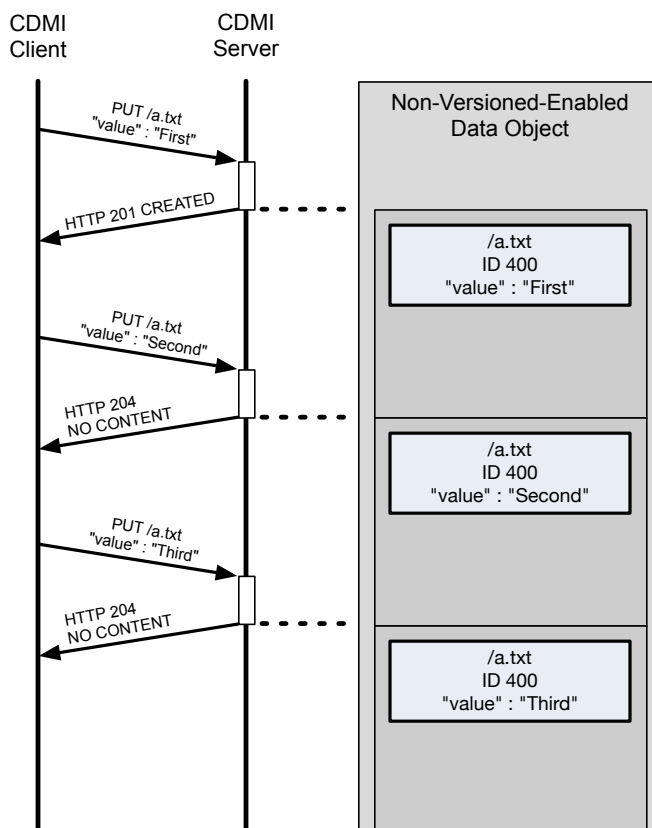 CDMI
Client
CDMI
Server
Non-Versioned-Enabled
Data Object
PUT /a.txt
"value" : "First"
HTTP 201 CREATED
/a.txt
ID 400
"value" : "First"
PUT /a.txt
"value" : "Second"
HTTP 204
NO CONTENT
/a.txt
ID 400
"value" : "Second"
PUT /a.txt
"value" : "Third"
HTTP 204
NO CONTENT
/a.txt
ID 400
"value" : "Third"